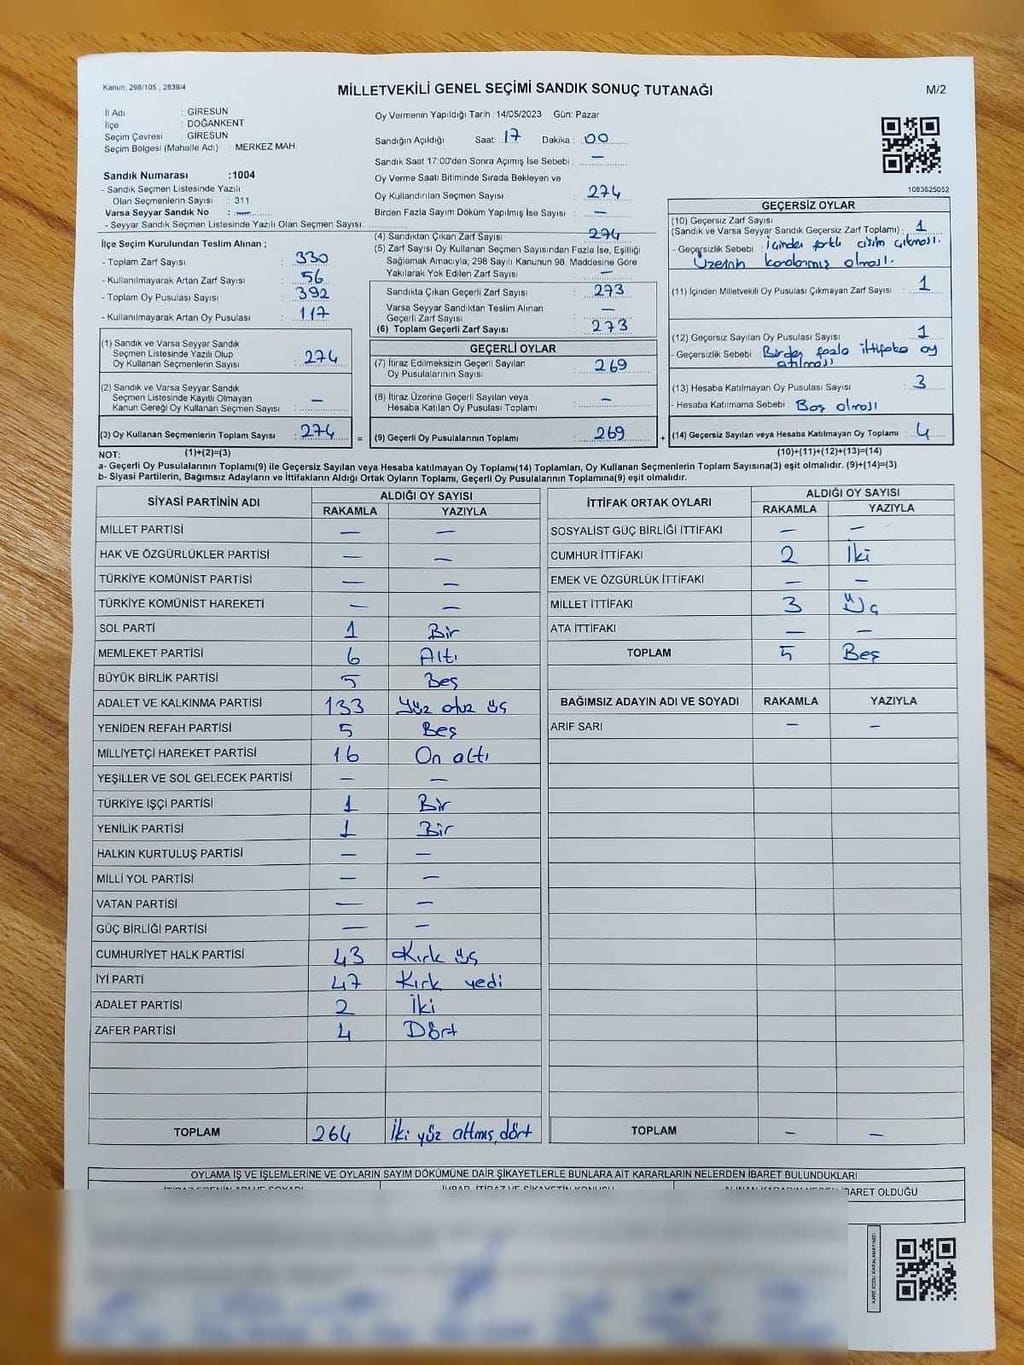 Kanun; 298/105 , 2839/4
MİLLETVEKİLİ GENEL SEÇİMİ SANDIK SONUÇ TUTANAĞI
M/2
İl Adı : GİRESUN
İlçe : DOĞANKENT
Seçim Çevresi : GİRESUN
Seçim Bölgesi (Mahalle Adı) : MERKEZ MAH.
Oy Vermenin Yapıldığı Tarih :14/05/2023 Gün: Pazar
Sandığın Açıldığı Saat: 17 Dakika: 00
Sandık Saat 17:00'den Sonra Açımış İse Sebebi : —
Oy Verme Saati Bitiminde Sırada Bekleyen ve
Oy Kullandırılan Seçmen Sayısı : 274
Birden Fazla Sayım Döküm Yapılmış İse Sayısı : —
1083625052
Sandık Numarası :1004
- Sandık Seçmen Listesinde Yazılı
Olan Seçmenlerin Sayısı : 311
Varsa Seyyar Sandık No : —
- Seyyar Sandık Seçmen Listesinde Yazılı Olan Seçmen Sayısı :
İlçe Seçim Kurulundan Teslim Alınan ;
- Toplam Zarf Sayısı : 330
- Kullanılmayarak Artan Zarf Sayısı : 56
- Toplam Oy Pusulası Sayısı : 392
- Kullanılmayarak Artan Oy Pusulası : 117
(1) Sandık ve Varsa Seyyar Sandık
Seçmen Listesinde Yazılı Olup
Oy Kullanan Seçmenlerin Sayısı : 274
(2) Sandık ve Varsa Seyyar Sandık
Seçmen Listesinde Kayıtlı Olmayan
Kanun Gereği Oy Kullanan Seçmen Sayısı : —
(3) Oy Kullanan Seçmenlerin Toplam Sayısı : 274
(4) Sandıktan Çıkan Zarf Sayısı : 274
(5) Zarf Sayısı Oy Kullanan Seçmen Sayısından Fazla İse, Eşitliği
Sağlamak Amacıyla; 298 Sayılı Kanunun 98. Maddesine Göre
Yakılarak Yok Edilen Zarf Sayısı : —
Sandıkta Çıkan Geçerli Zarf Sayısı : 273
Varsa Seyyar Sandıktan Teslim Alınan
Geçerli Zarf Sayısı : —
(6) Toplam Geçerli Zarf Sayısı : 273
GEÇERLİ OYLAR
(7) İtiraz Edilmeksizin Geçerli Sayılan
Oy Pusulalarının Sayısı : 269
(8) İtiraz Üzerine Geçerli Sayılan veya
Hesaba Katılan Oy Pusulası Toplamı : —
= (9) Geçerli Oy Pusulalarının Toplamı : 269 +
GEÇERSİZ OYLAR
(10) Geçersiz Zarf Sayısı
(Sandık ve Varsa Seyyar Sandık Geçersiz Zarf Toplamı) : 1
- Geçersizlik Sebebi : İçinden farklı cisim çıkması.
Üzerinin karalanmış olması.
(11) İçinden Milletvekili Oy Pusulası Çıkmayan Zarf Sayısı : 1
(12) Geçersiz Sayılan Oy Pusulası Sayısı : 1
- Geçersizlik Sebebi : Birden fazla ittifaka oy
atılması
(13) Hesaba Katılmayan Oy Pusulası Sayısı : 3
- Hesaba Katılmama Sebebi : Boş olması
(14) Geçersiz Sayılan veya Hesaba Katılmayan Oy Toplamı : 4
NOT: (1)+(2)=(3) (10)+(11)+(12)+(13)=(14)
a- Geçerli Oy Pusulalarının Toplamı(9) ile Geçersiz Sayılan veya Hesaba katılmayan Oy Toplamı(14) Toplamları, Oy Kullanan Seçmenlerin Toplam Sayısına(3) eşit olmalıdır. (9)+(14)=(3)
b- Siyasi Partilerin, Bağımsız Adayların ve İttifakların Aldığı Ortak Oyların Toplamı, Geçerli Oy Pusulalarının Toplamına(9) eşit olmalıdır.
SİYASİ PARTİNİN ADI ALDIĞI OY SAYISI
RAKAMLA YAZIYLA
MİLLET PARTİSİ — —
HAK VE ÖZGÜRLÜKLER PARTİSİ — —
TÜRKİYE KOMÜNİST PARTİSİ — —
TÜRKİYE KOMÜNİST HAREKETİ — —
SOL PARTİ 1 Bir
MEMLEKET PARTİSİ 6 Altı
BÜYÜK BİRLİK PARTİSİ 5 Beş
ADALET VE KALKINMA PARTİSİ 133 Yüz otuz üç
YENİDEN REFAH PARTİSİ 5 Beş
MİLLİYETÇİ HAREKET PARTİSİ 16 On altı
YEŞİLLER VE SOL GELECEK PARTİSİ — —
TÜRKİYE İŞÇİ PARTİSİ 1 Bir
YENİLİK PARTİSİ 1 Bir
HALKIN KURTULUŞ PARTİSİ — —
MİLLİ YOL PARTİSİ — —
VATAN PARTİSİ — —
GÜÇ BİRLİĞİ PARTİSİ — —
CUMHURİYET HALK PARTİSİ 43 Kırk üç
İYİ PARTİ 47 Kırk yedi
ADALET PARTİSİ 2 İki
ZAFER PARTİSİ 4 Dört
TOPLAM 264 İki yüz altmış dört
İTTİFAK ORTAK OYLARI ALDIĞI OY SAYISI
RAKAMLA YAZIYLA
SOSYALİST GÜÇ BİRLİĞİ İTTİFAKI — —
CUMHUR İTTİFAKI 2 İki
EMEK VE ÖZGÜRLÜK İTTİFAKI — —
MİLLET İTTİFAKI 3 Üç
ATA İTTİFAKI — —
TOPLAM 5 Beş
BAĞIMSIZ ADAYIN ADI VE SOYADI RAKAMLA YAZIYLA
ARİF SARI — —
TOPLAM — —
OYLAMA İŞ VE İŞLEMLERİNE VE OYLARIN SAYIM DÖKÜMÜNE DAİR ŞİKAYETLERLE BUNLARA AİT KARARLARIN NELERDEN İBARET BULUNDUKLARI
İTİRAZ EDENİN ADI VE SOYADI İHBAR, İTİRAZ VE ŞİKAYETİN KONUSU ALINAN KARARIN NEDEN İBARET OLDUĞU